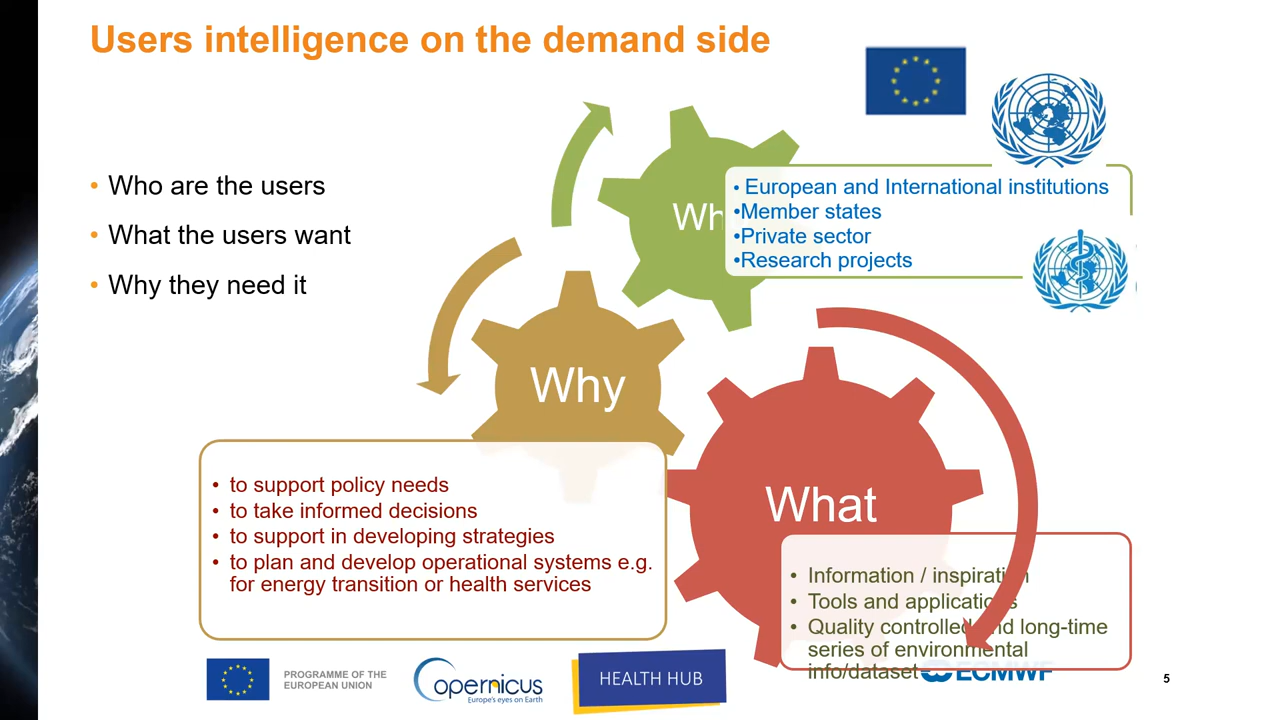 Users intelligence on the demand side
• Who are the users
• What the users want
• Why they need it
Wh
• European and International institutions
•Member states
•Private sector
•Research projects
Why
• to support policy needs
• to take informed decisions
• to support in developing strategies
• to plan and develop operational systems e.g.
for energy transition or health services
What
• Information / inspiration
• Tools and applications
• Quality controlled and long-time
series of environmental
info/dataset
PROGRAMME OF THE
EUROPEAN UNION
opernicus
Europe's eyes on Earth
HEALTH HUB
ECMWF
5